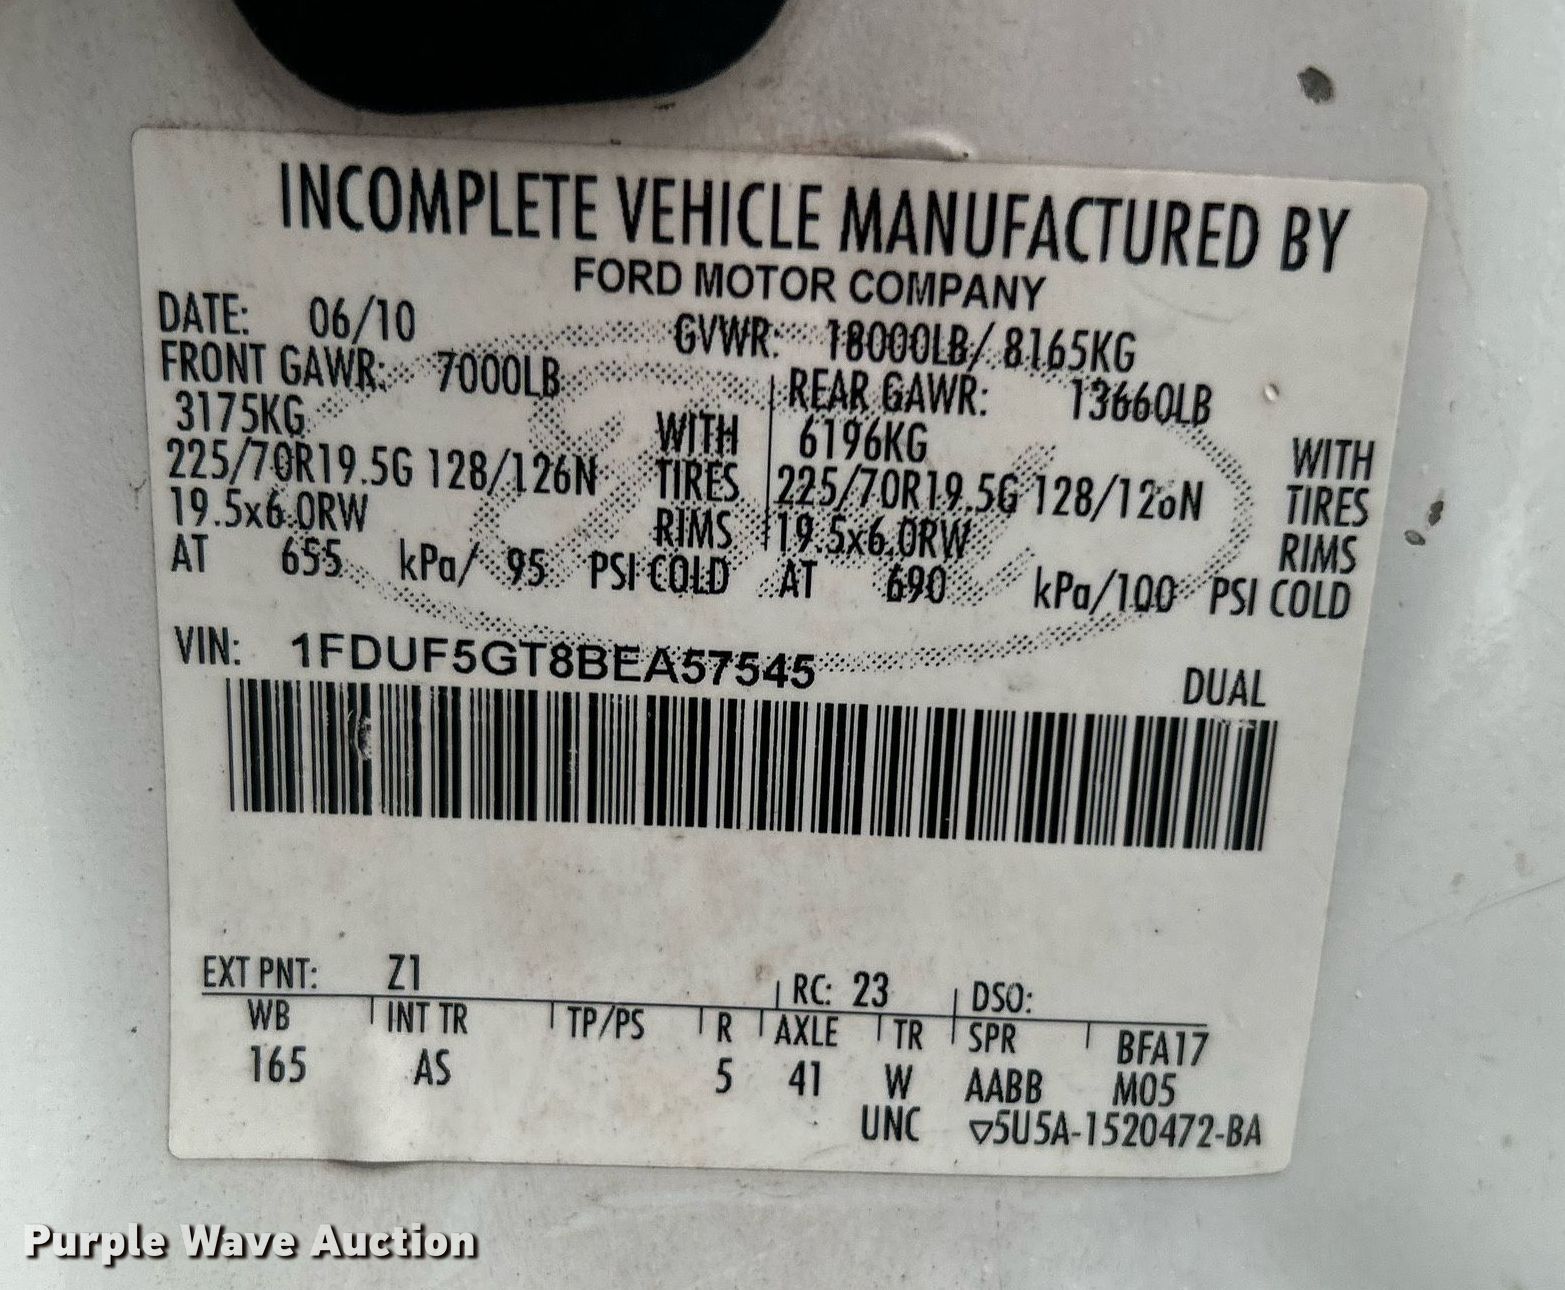 INCOMPLETE VEHICLE MANUFACTURED BY
FORD MOTOR COMPANY
DATE: 06/10 GVWR: 18000LB/ 8165KG
FRONT GAWR: 7000LB REAR GAWR: 13660LB
3175KG WITH 6196KG WITH
225/70R19.5G 128/126N TIRES 225/70R19.5G 128/126N TIRES
19.5x6.0RW RIMS 19.5x6.0RW RIMS
AT 655 kPa/ 95 PSI COLD AT 690 kPa/100 PSI COLD
VIN: 1FDUF5GT8BEA57545
DUAL
EXT PNT: Z1 RC: 23 DSO:
WB INT TR TP/PS R AXLE TR SPR BFA17
165 AS 5 41 W AABB M05
UNC ▽5U5A-1520472-BA
Purple Wave Auction